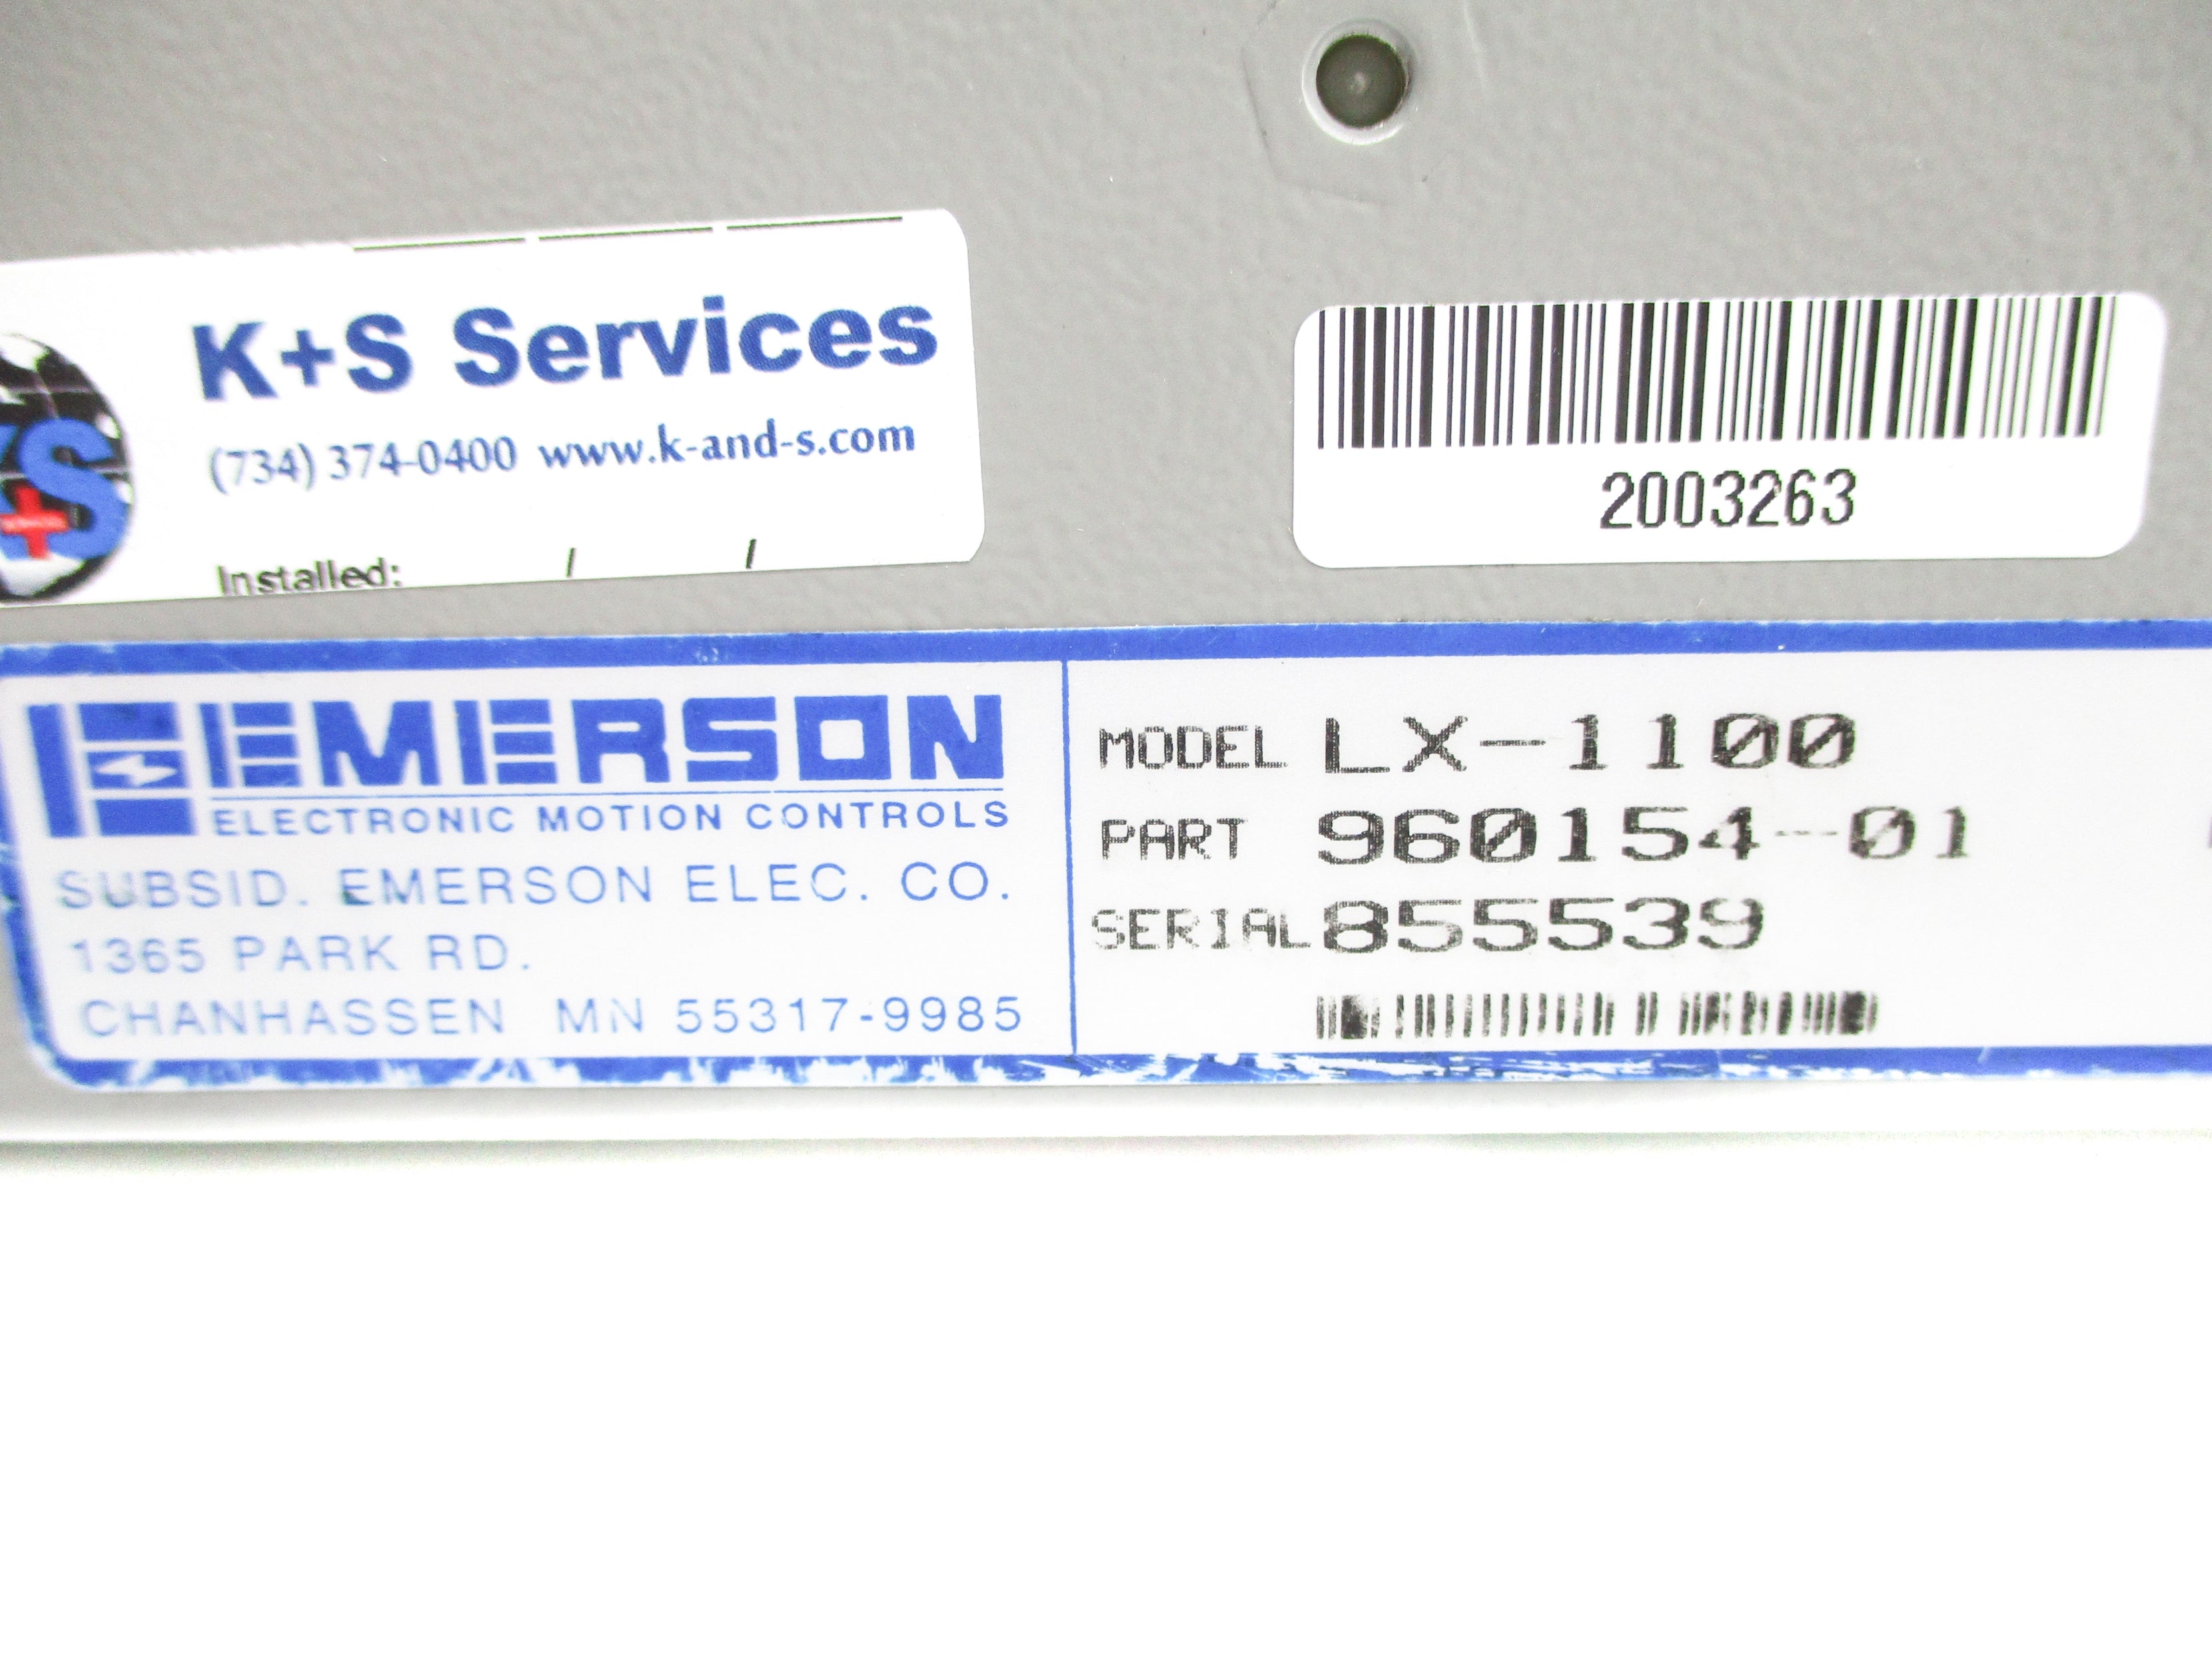 K+S Services
(734) 374-0400 www.k-and-s.com
S
Installed: / /
2003263
EMERSON
ELECTRONIC MOTION CONTROLS
SUBSID. EMERSON ELEC. CO.
1365 PARK RD.
CHANHASSEN MN 55317-9985
MODEL LX-1100
PART 960154-01
SERIAL 855539